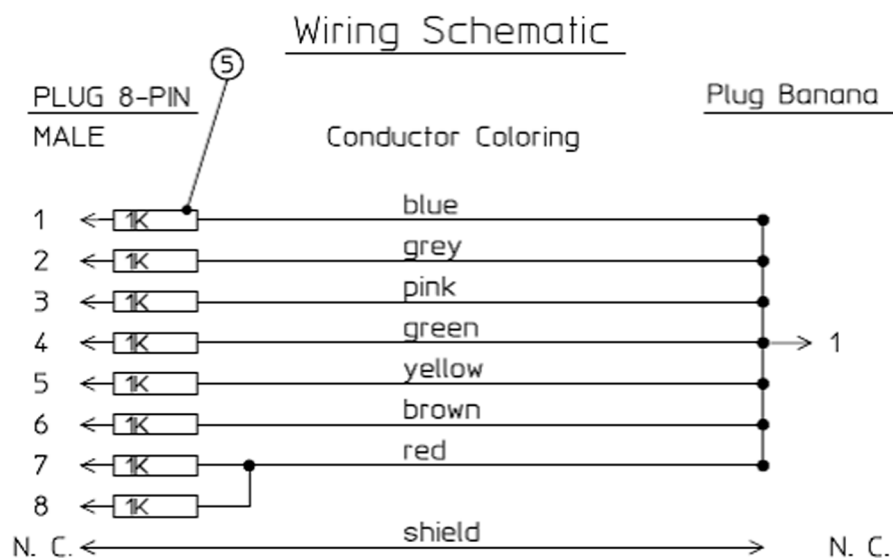 Wiring Schematic
5
PLUG 8-PIN
Plug Banana
MALE
Conductor Coloring
1 1K blue
2 1K grey
3 1K pink
4 1K green 1
5 1K yellow
6 1K brown
7 1K red
8 1K
N. C. shield N. C.